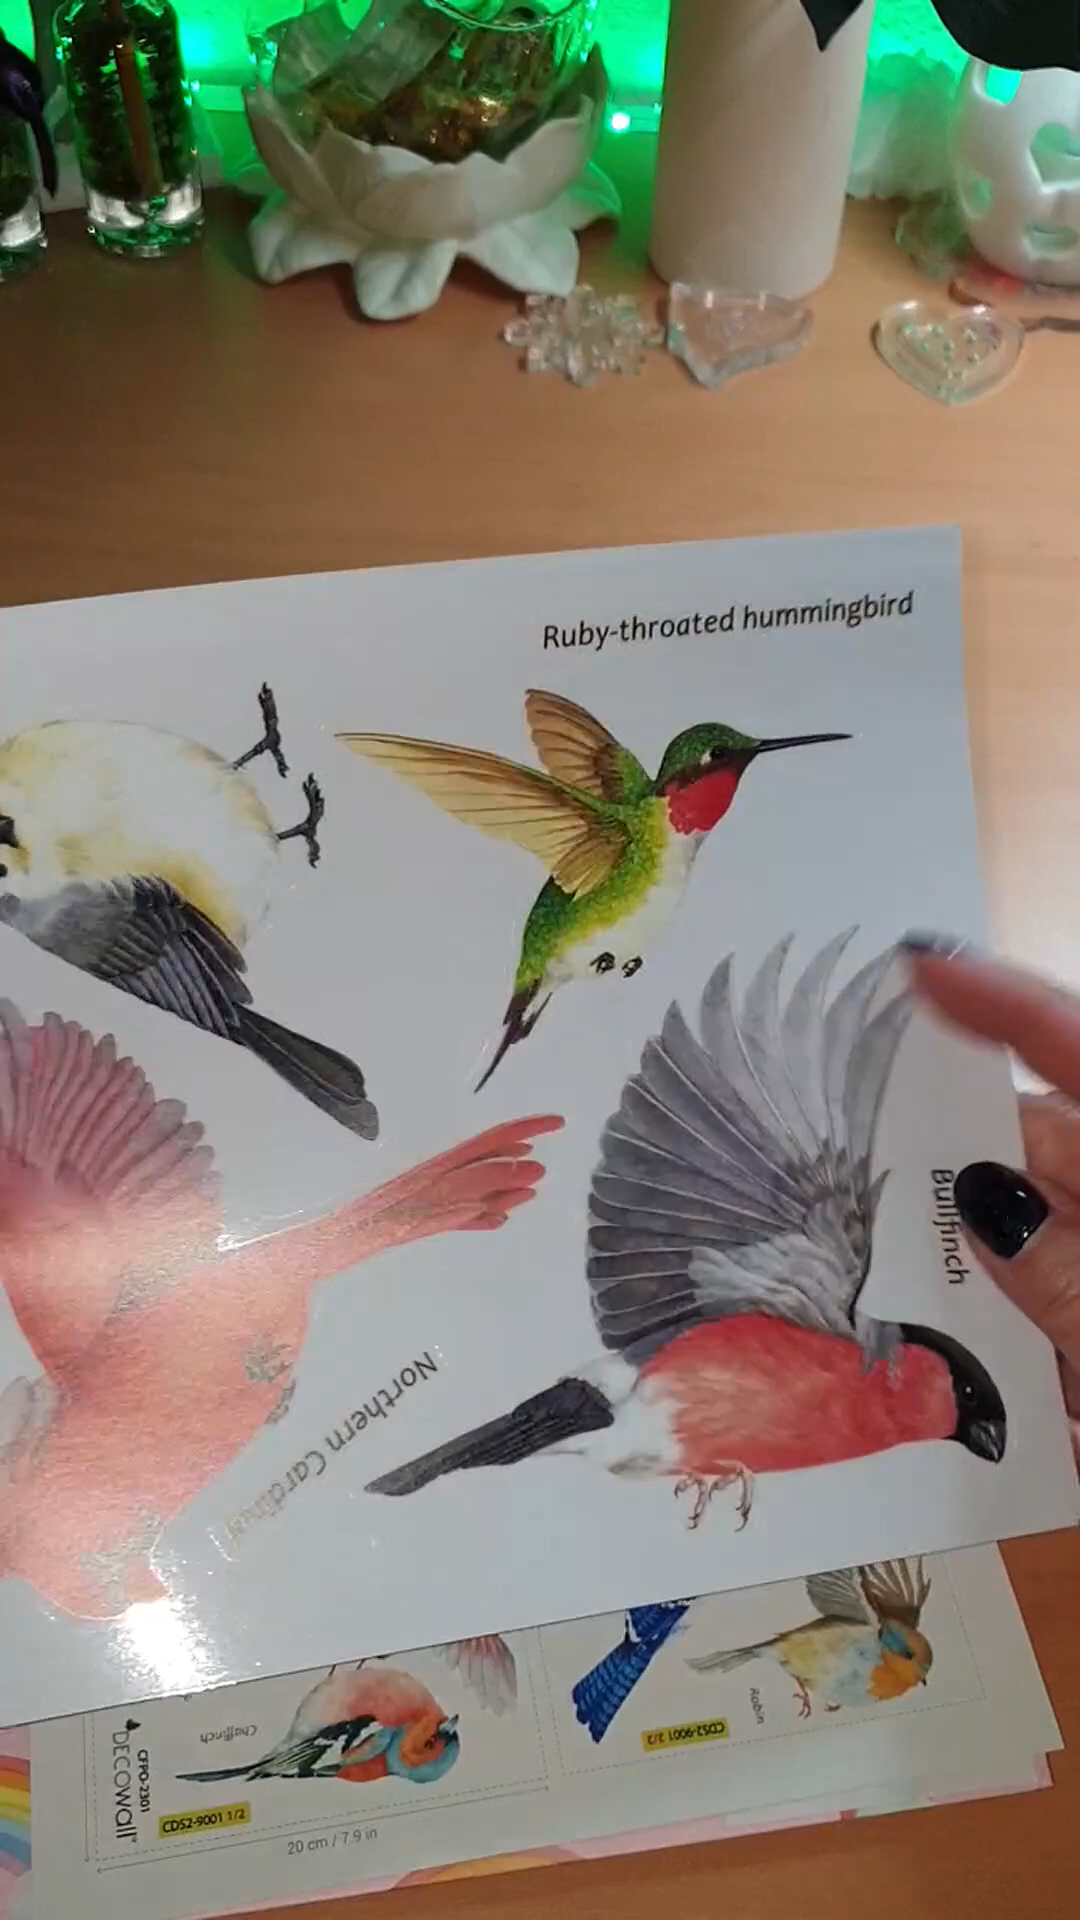 Ruby-throated hummingbird
Bullfinch
Northern Cardinal
Chaffinch
Robin
DECOWall
CFPO-2301
CDS2-9001 1/2
CDS2-9001 2/2
20 cm / 7.9 in